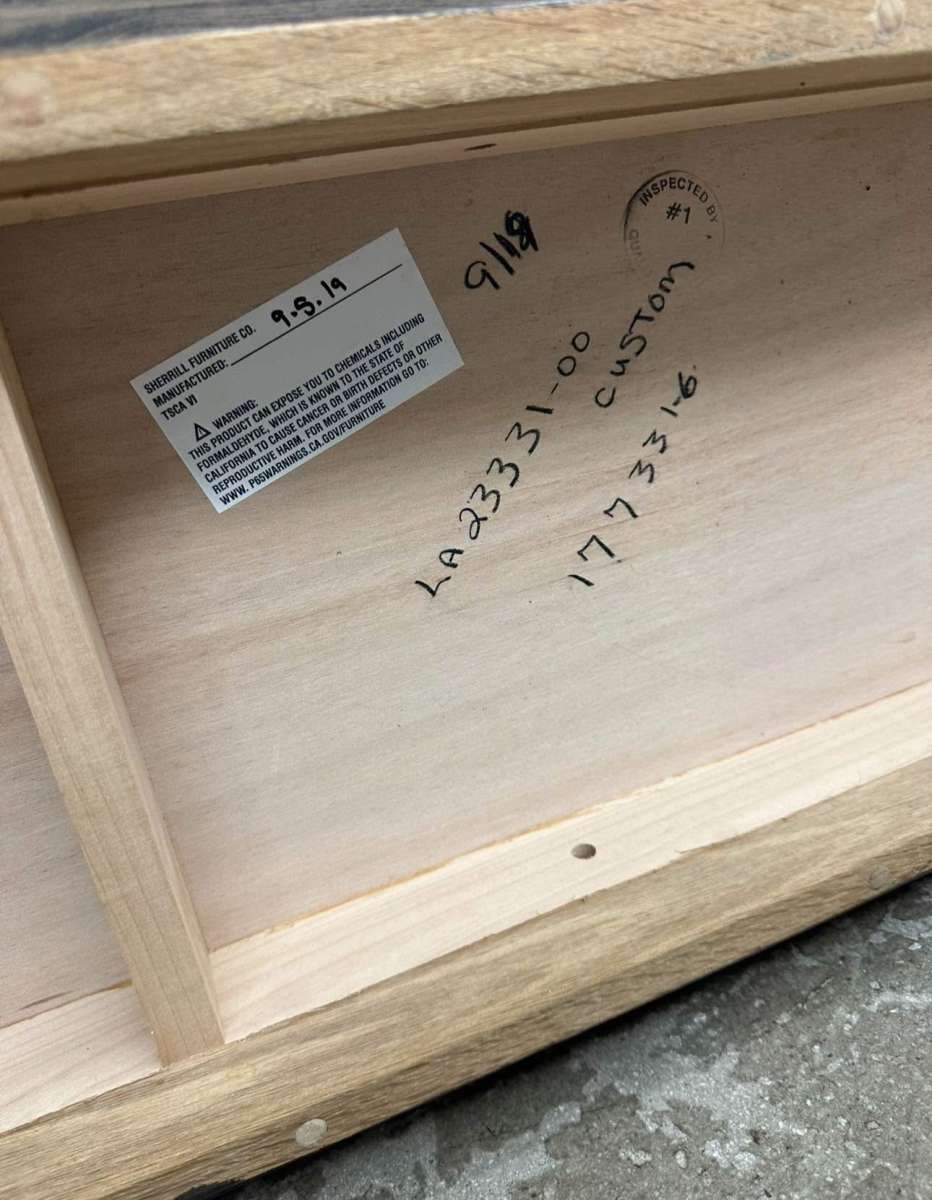 SHERRILL FURNITURE CO.
MANUFACTURED: 9.5.19
TSCA VI
⚠ WARNING:
THIS PRODUCT CAN EXPOSE YOU TO CHEMICALS INCLUDING
FORMALDEHYDE, WHICH IS KNOWN TO THE STATE OF
CALIFORNIA TO CAUSE CANCER OR BIRTH DEFECTS OR OTHER
REPRODUCTIVE HARM. FOR MORE INFORMATION GO TO:
WWW. P65WARNINGS.CA.GOV/FURNITURE
INSPECTED BY
#1
LA23331-00
CUSTOM
177331-6